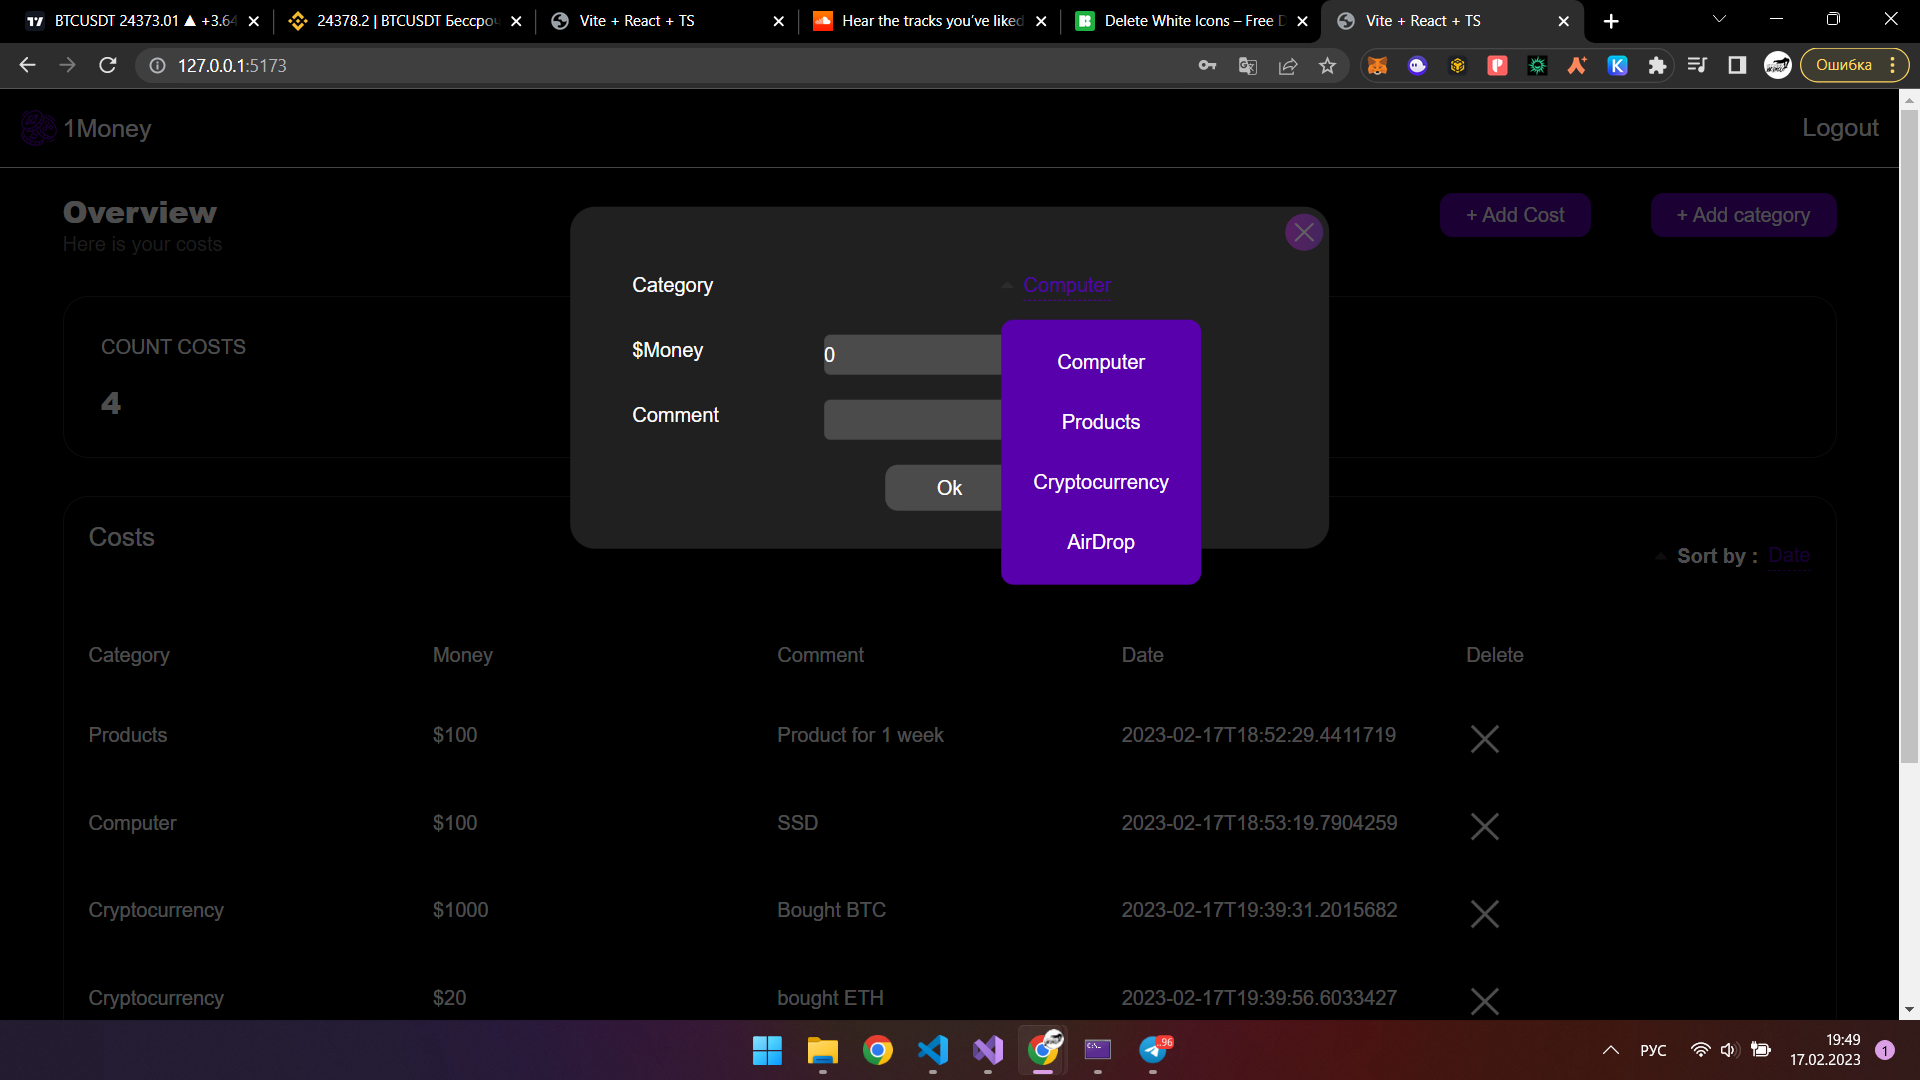 BTCUSDT 24373.01 ▲ +3.64
24378.2 | BTCUSDT Бессроч
Vite + React + TS
Hear the tracks you've liked
Delete White Icons – Free D
Vite + React + TS
127.0.0.1:5173
Ошибка
1Money
Logout
Overview
Here is your costs
+ Add Cost
+ Add category
COUNT COSTS
4
Category
Computer
$Money
0
Comment
Ok
Computer
Products
Cryptocurrency
AirDrop
Costs
Sort by :
Date
Category Money Comment Date Delete
Products $100 Product for 1 week 2023-02-17T18:52:29.4411719
Computer $100 SSD 2023-02-17T18:53:19.7904259
Cryptocurrency $1000 Bought BTC 2023-02-17T19:39:31.2015682
Cryptocurrency $20 bought ETH 2023-02-17T19:39:56.6033427
96
РУС
19:49
17.02.2023
1